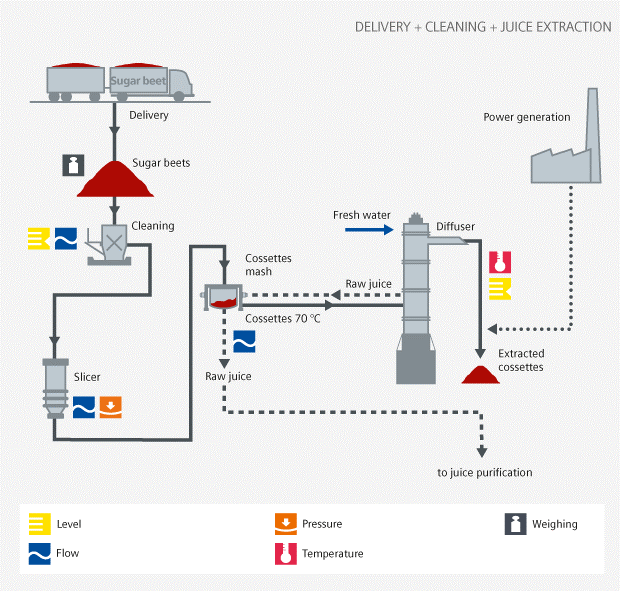 DELIVERY + CLEANING + JUICE EXTRACTION
Sugar beet
Delivery
Power generation
Sugar beets
Cleaning
Fresh water
Diffuser
Cossettes
mash
Raw juice
Cossettes 70 °C
Extracted
cossettes
Slicer
Raw juice
to juice purification
Level
Pressure
Weighing
Flow
Temperature